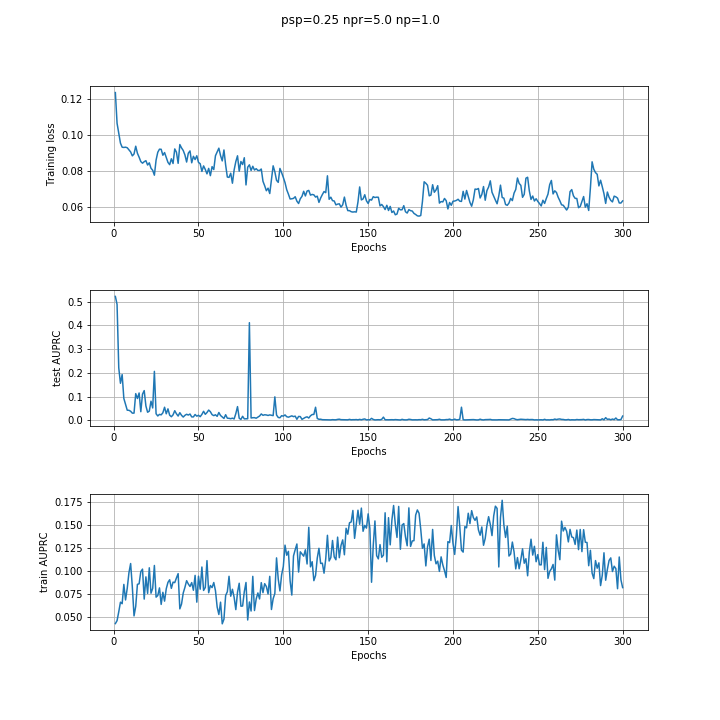 psp=0.25 npr=5.0 np=1.0
0.12
0.10
0.08
0.06
Training loss
0 50 100 150 200 250 300
Epochs
0.5
0.4
0.3
0.2
0.1
0.0
test AUPRC
0 50 100 150 200 250 300
Epochs
0.175
0.150
0.125
0.100
0.075
0.050
train AUPRC
0 50 100 150 200 250 300
Epochs